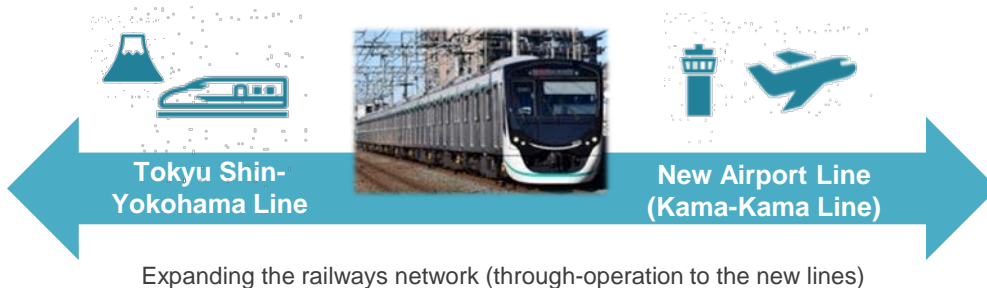 Tokyu Shin-
Yokohama Line
New Airport Line
(Kama-Kama Line)
Expanding the railways network (through-operation to the new lines)